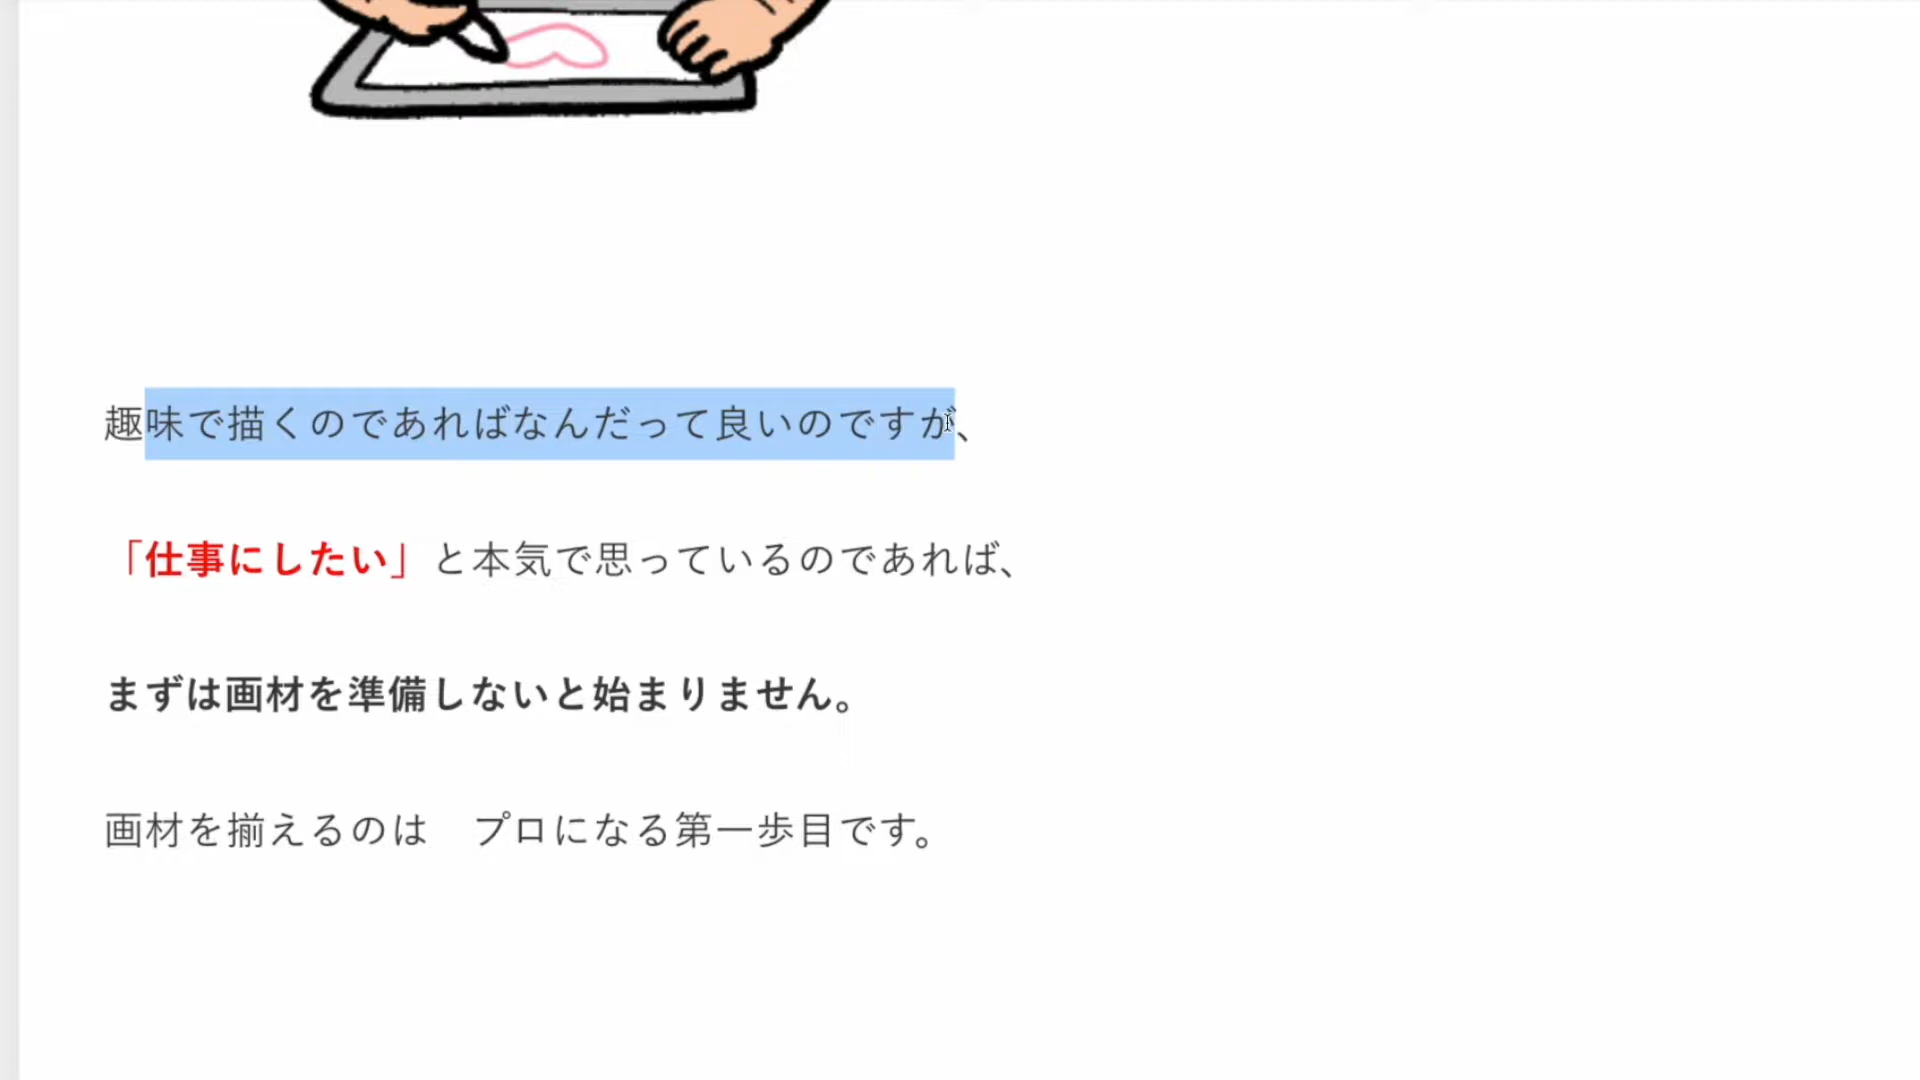 趣味で描くのであればなんだって良いのですが、
「仕事にしたい」と本気で思っているのであれば、
まずは画材を準備しないと始まりません。
画材を揃えるのは　プロになる第一歩目です。